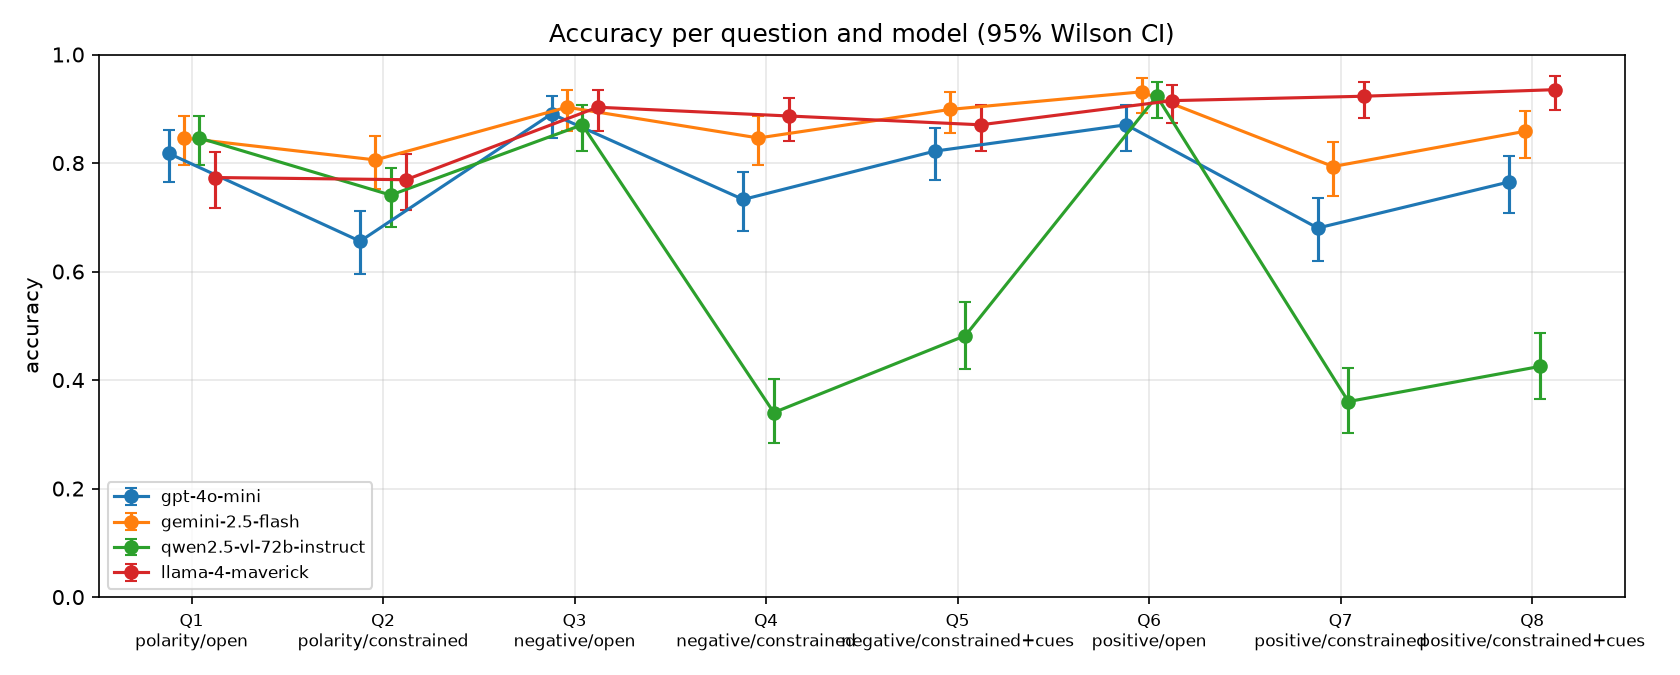 Accuracy per question and model (95% Wilson CI)
accuracy
1.0
0.8
0.6
0.4
0.2
0.0
gpt-4o-mini
gemini-2.5-flash
qwen2.5-vl-72b-instruct
llama-4-maverick
Q1 Q2 Q3 Q4 Q5 Q6 Q7 Q8
polarity/open polarity/constrained negative/open negative/constrained negative/constrained+cues positive/open positive/constrained positive/constrained+cues